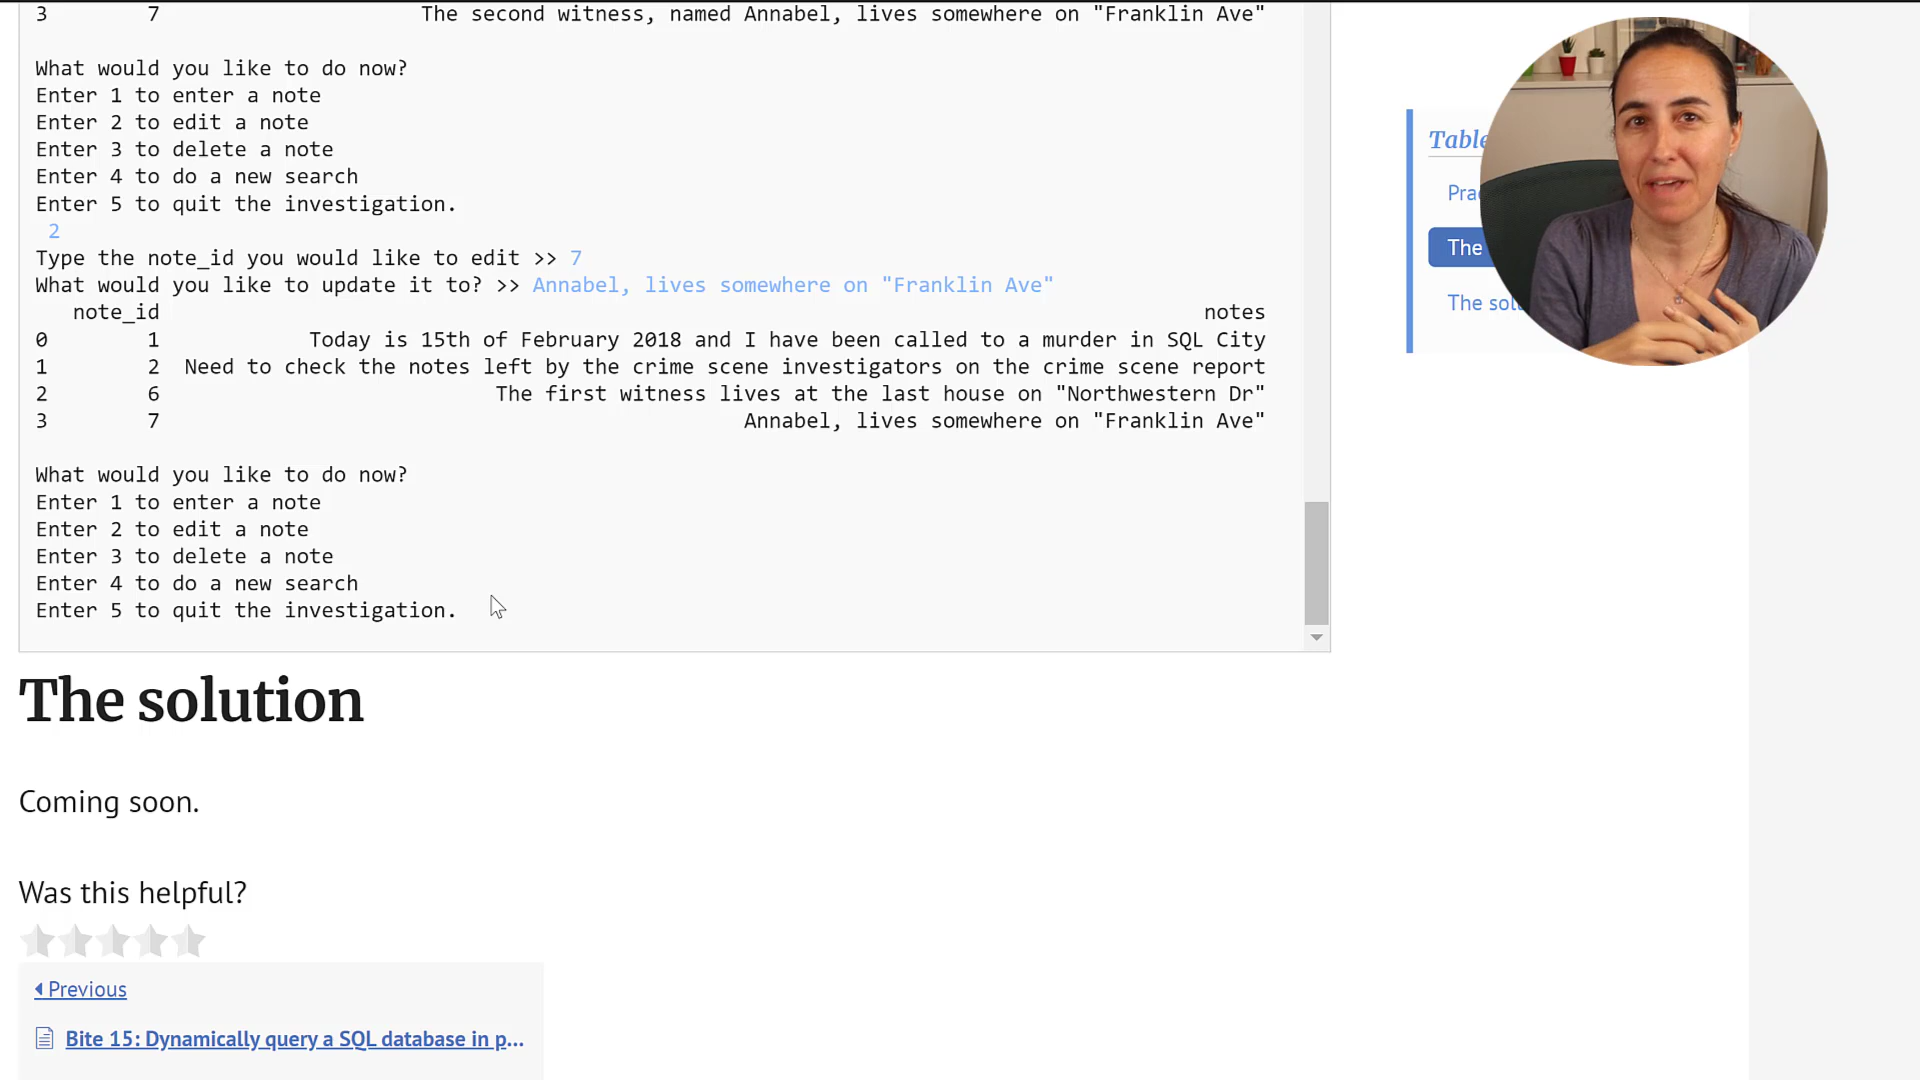 3 7 The second witness, named Annabel, lives somewhere on "Franklin Ave"
What would you like to do now?
Enter 1 to enter a note
Enter 2 to edit a note
Enter 3 to delete a note
Enter 4 to do a new search
Enter 5 to quit the investigation.
2
Type the note_id you would like to edit >> 7
What would you like to update it to? >> Annabel, lives somewhere on "Franklin Ave"
note_id notes
0 1 Today is 15th of February 2018 and I have been called to a murder in SQL City
1 2 Need to check the notes left by the crime scene investigators on the crime scene report
2 6 The first witness lives at the last house on "Northwestern Dr"
3 7 Annabel, lives somewhere on "Franklin Ave"
What would you like to do now?
Enter 1 to enter a note
Enter 2 to edit a note
Enter 3 to delete a note
Enter 4 to do a new search
Enter 5 to quit the investigation.
The solution
Coming soon.
Was this helpful?
Previous
Bite 15: Dynamically query a SQL database in p...
The
The